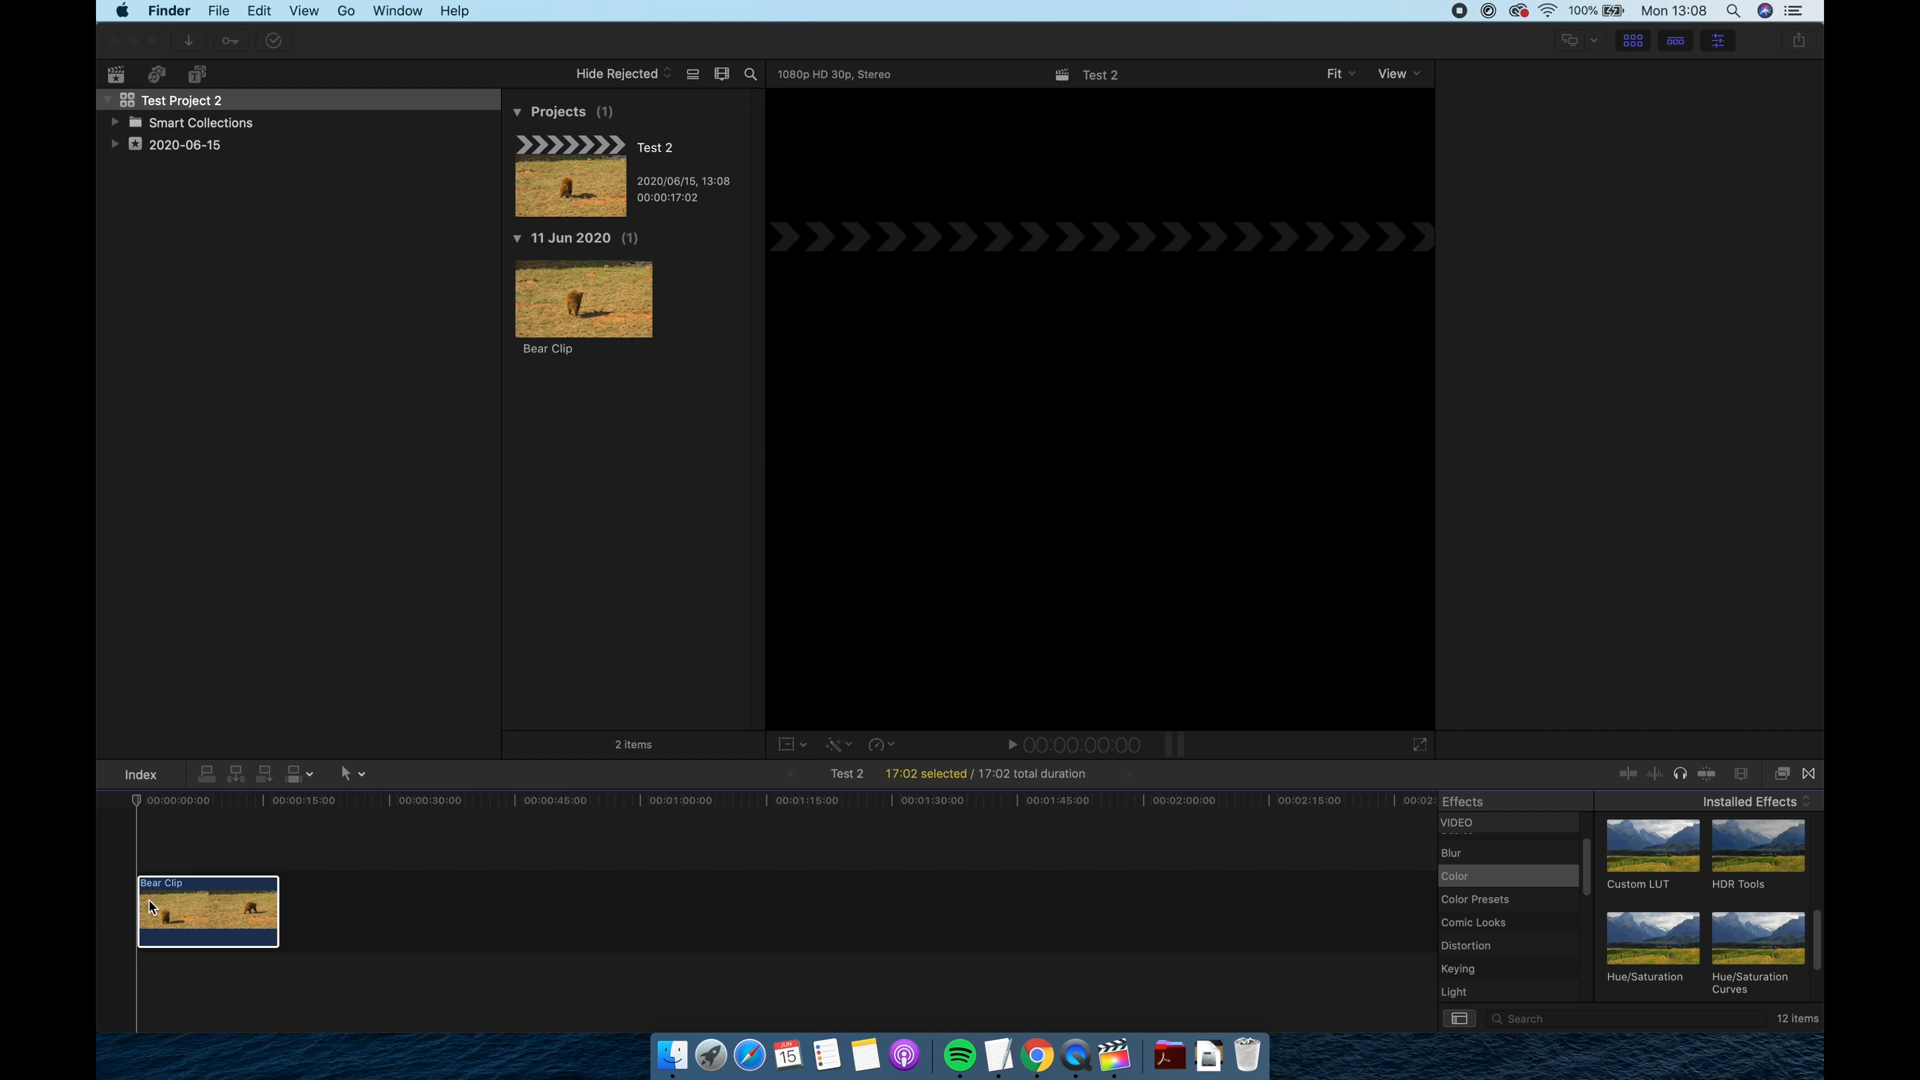 Finder File Edit View Go Window Help
100% Mon 13:08
Hide Rejected
1080p HD 30p, Stereo
Test 2
Fit
View
Test Project 2
Smart Collections
2020-06-15
Projects (1)
Test 2
2020/06/15, 13:08
00:00:17:02
11 Jun 2020 (1)
Bear Clip
2 items
00:00:00:00
Index
Test 2
17:02 selected / 17:02 total duration
00:00:00:00 00:00:15:00 00:00:30:00 00:00:45:00 00:01:00:00 00:01:15:00 00:01:30:00 00:01:45:00 00:02:00:00 00:02:15:00 00:02:
Bear Clip
Effects
Installed Effects
VIDEO
Blur
Color
Color Presets
Comic Looks
Distortion
Keying
Light
Custom LUT
HDR Tools
Hue/Saturation
Hue/Saturation
Curves
Search
12 items
JUN
15